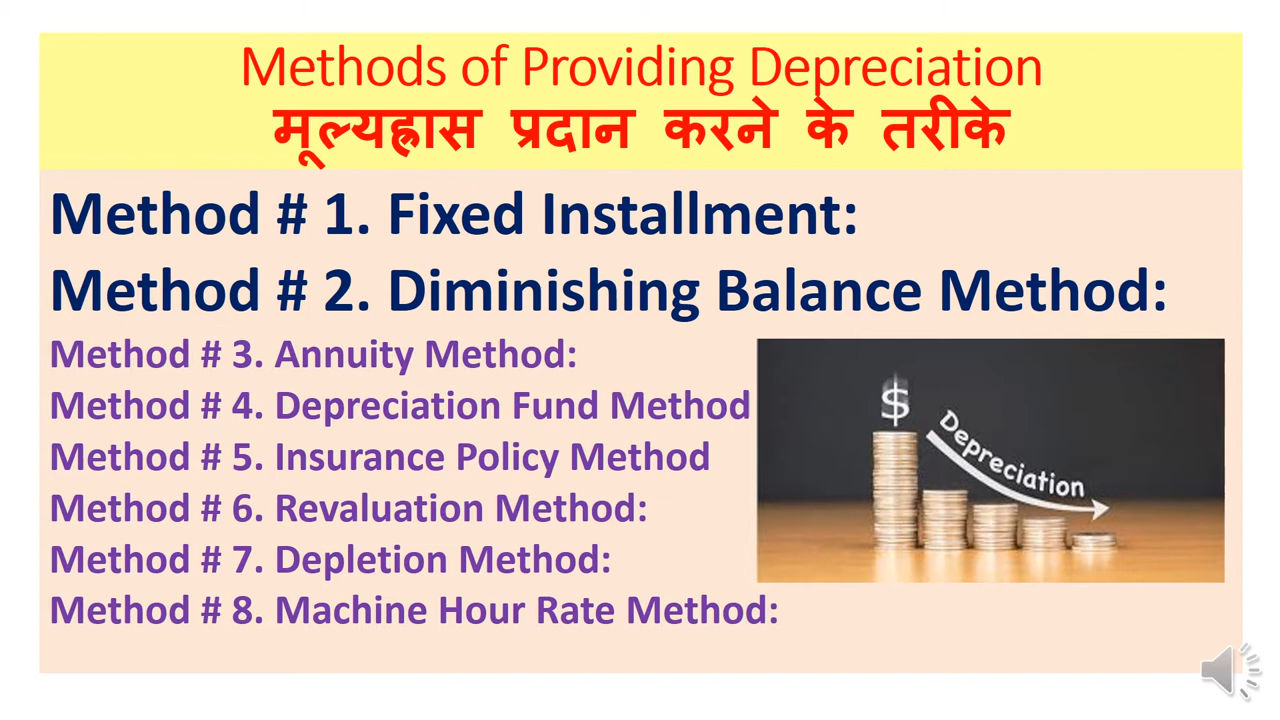 Methods of Providing Depreciation
मूल्यह्रास प्रदान करने के तरीके
Method # 1. Fixed Installment:
Method # 2. Diminishing Balance Method:
Method # 3. Annuity Method:
Method # 4. Depreciation Fund Method
Method # 5. Insurance Policy Method
Method # 6. Revaluation Method:
Method # 7. Depletion Method:
Method # 8. Machine Hour Rate Method:
$
Depreciation